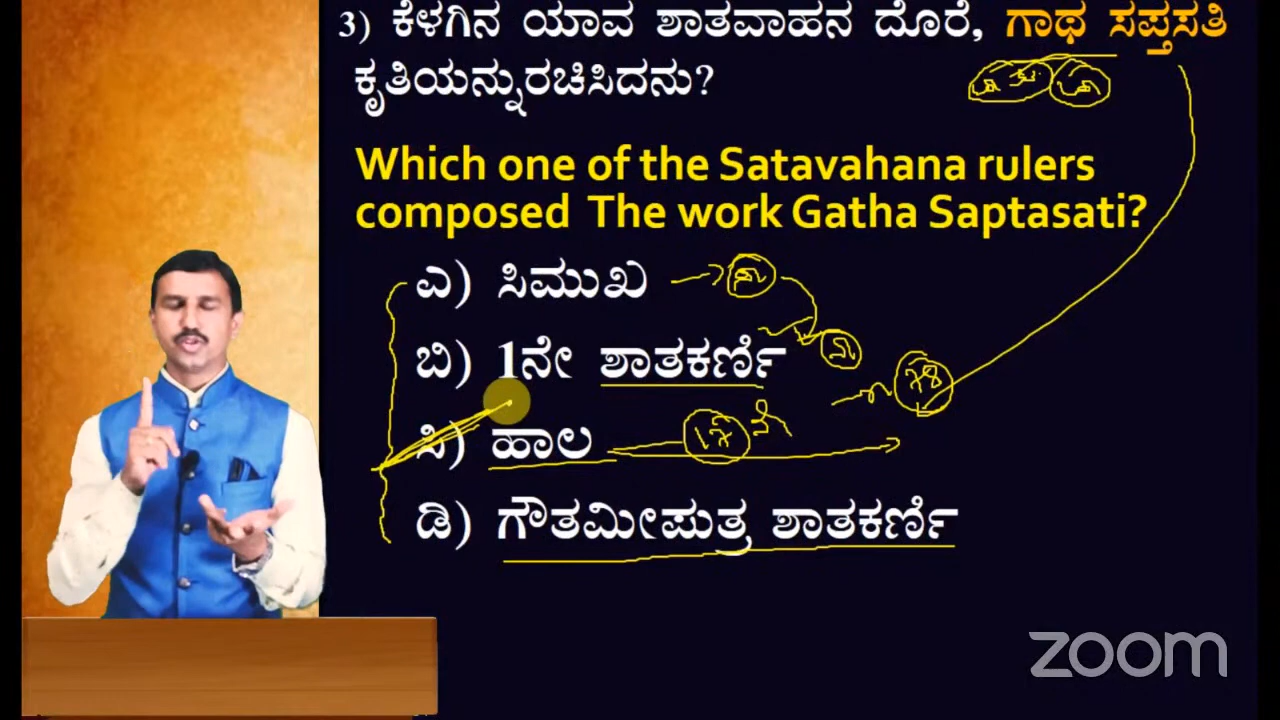 3) ಕೆಳಗಿನ ಯಾವ ಶಾತವಾಹನ ದೊರೆ, ಗಾಥ ಸಪ್ತಸತಿ
ಕೃತಿಯನ್ನುರಚಿಸಿದನು?
Which one of the Satavahana rulers
composed The work Gatha Saptasati?
ಎ) ಸಿಮುಖ
ಬಿ) 1ನೇ ಶಾತಕರ್ಣಿ
ಸಿ) ಹಾಲ 17ನೇ
ಡಿ) ಗೌತಮೀಪುತ್ರ ಶಾತಕರ್ಣಿ
zoom